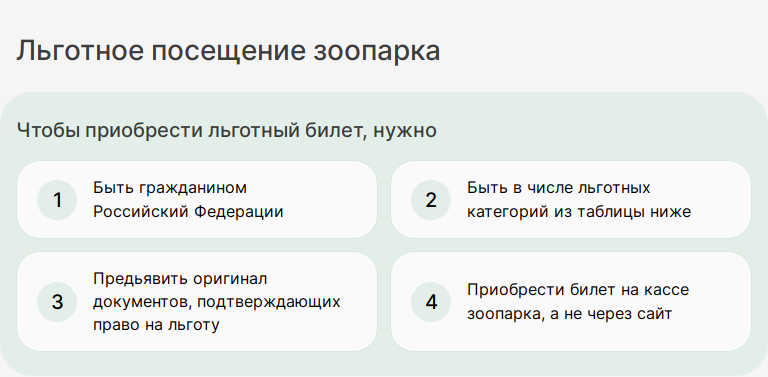 Льготное посещение зоопарка
Чтобы приобрести льготный билет, нужно
1
Быть гражданином
Российский Федерации
2
Быть в числе льготных
категорий из таблицы ниже
3
Предьявить оригинал
документов, подтверждающих
право на льготу
4
Приобрести билет на кассе
зоопарка, а не через сайт